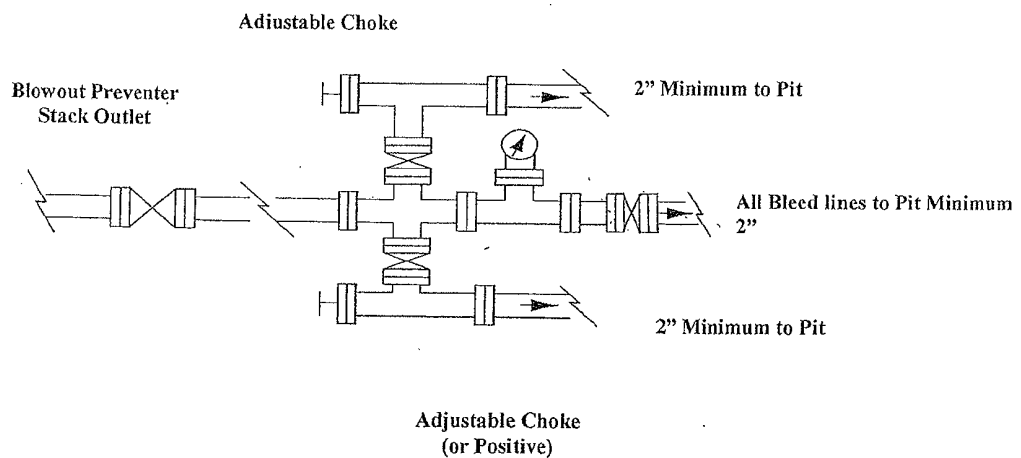 Adjustable Choke
Blowout Preventer
Stack Outlet
2" Minimum to Pit
All Bleed lines to Pit Minimum
2"
2" Minimum to Pit
Adjustable Choke
(or Positive)